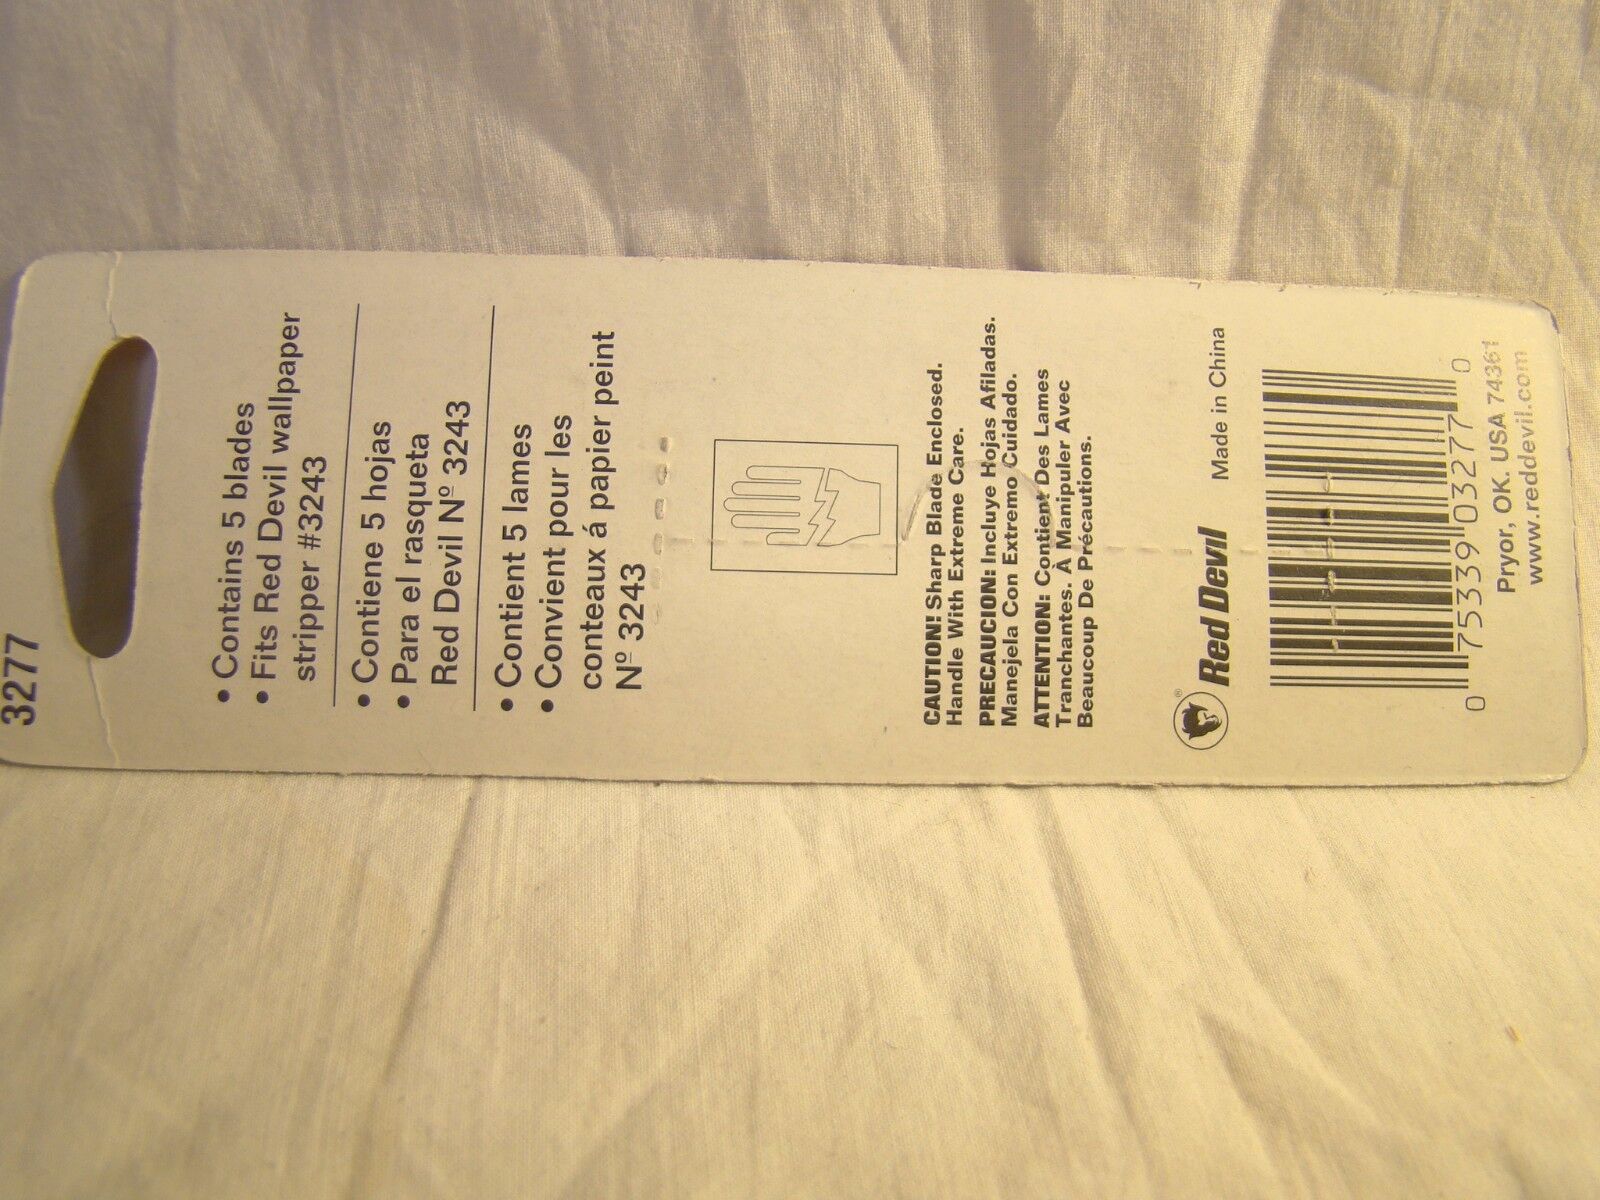 3277
• Contains 5 blades
• Fits Red Devil wallpaper
stripper #3243
• Contiene 5 hojas
• Para el rasqueta
Red Devil Nº 3243
• Contient 5 lames
• Convient pour les
conteaux á papier peint
Nº 3243
CAUTION: Sharp Blade Enclosed.
Handle With Extreme Care.
PRECAUCION: Incluye Hojas Afiladas.
Manejela Con Extremo Cuidado.
ATTENTION: Contient Des Lames
Tranchantes. À Manipuler Avec
Beaucoup De Précautions.
® Red Devil Made in China
0 75339 03277 0
Pryor, OK. USA 74361
www.reddevil.com